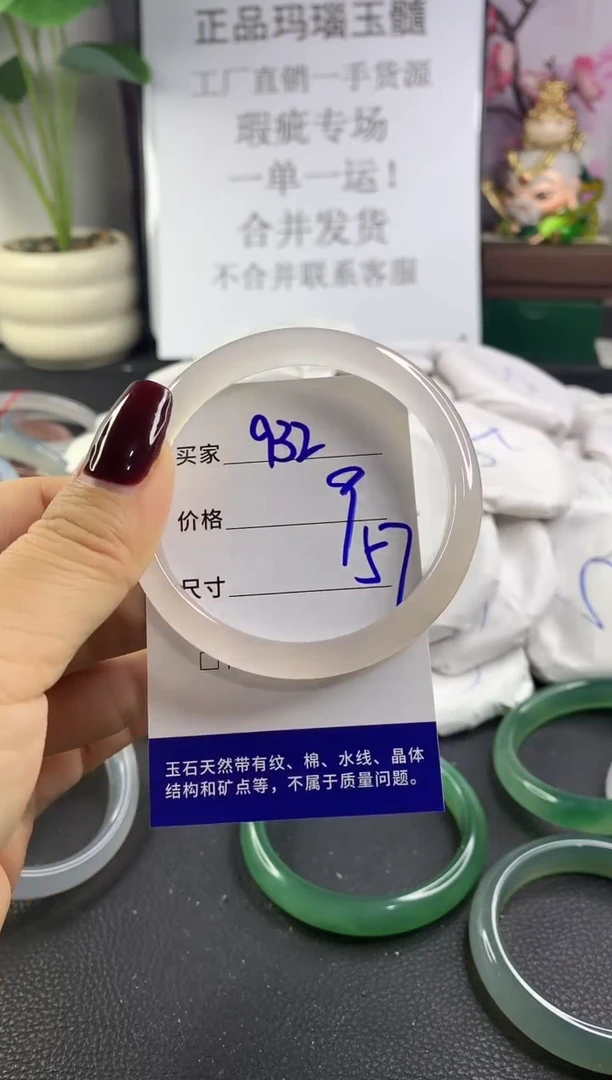 正品玛瑙玉髓
工厂直销一手货源
瑕疵专场
一单一运！
合并发货
不合并联系客服
买家 932
价格 9
尺寸 57
玉石天然带有纹、棉、水线、晶体
结构和矿点等，不属于质量问题。